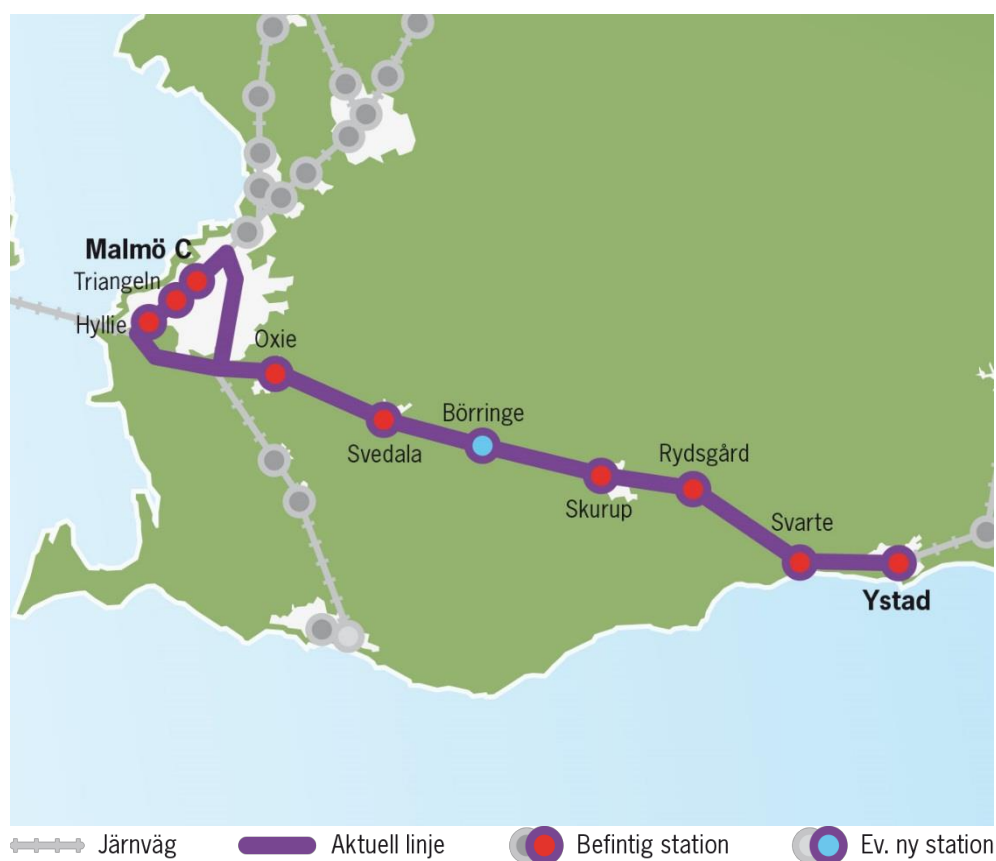 Malmö C
Triangeln
Hyllie
Oxie
Svedala
Börringe
Skurup
Rydsgård
Svarte
Ystad
Järnväg
Aktuell linje
Befintig station
Ev. ny station